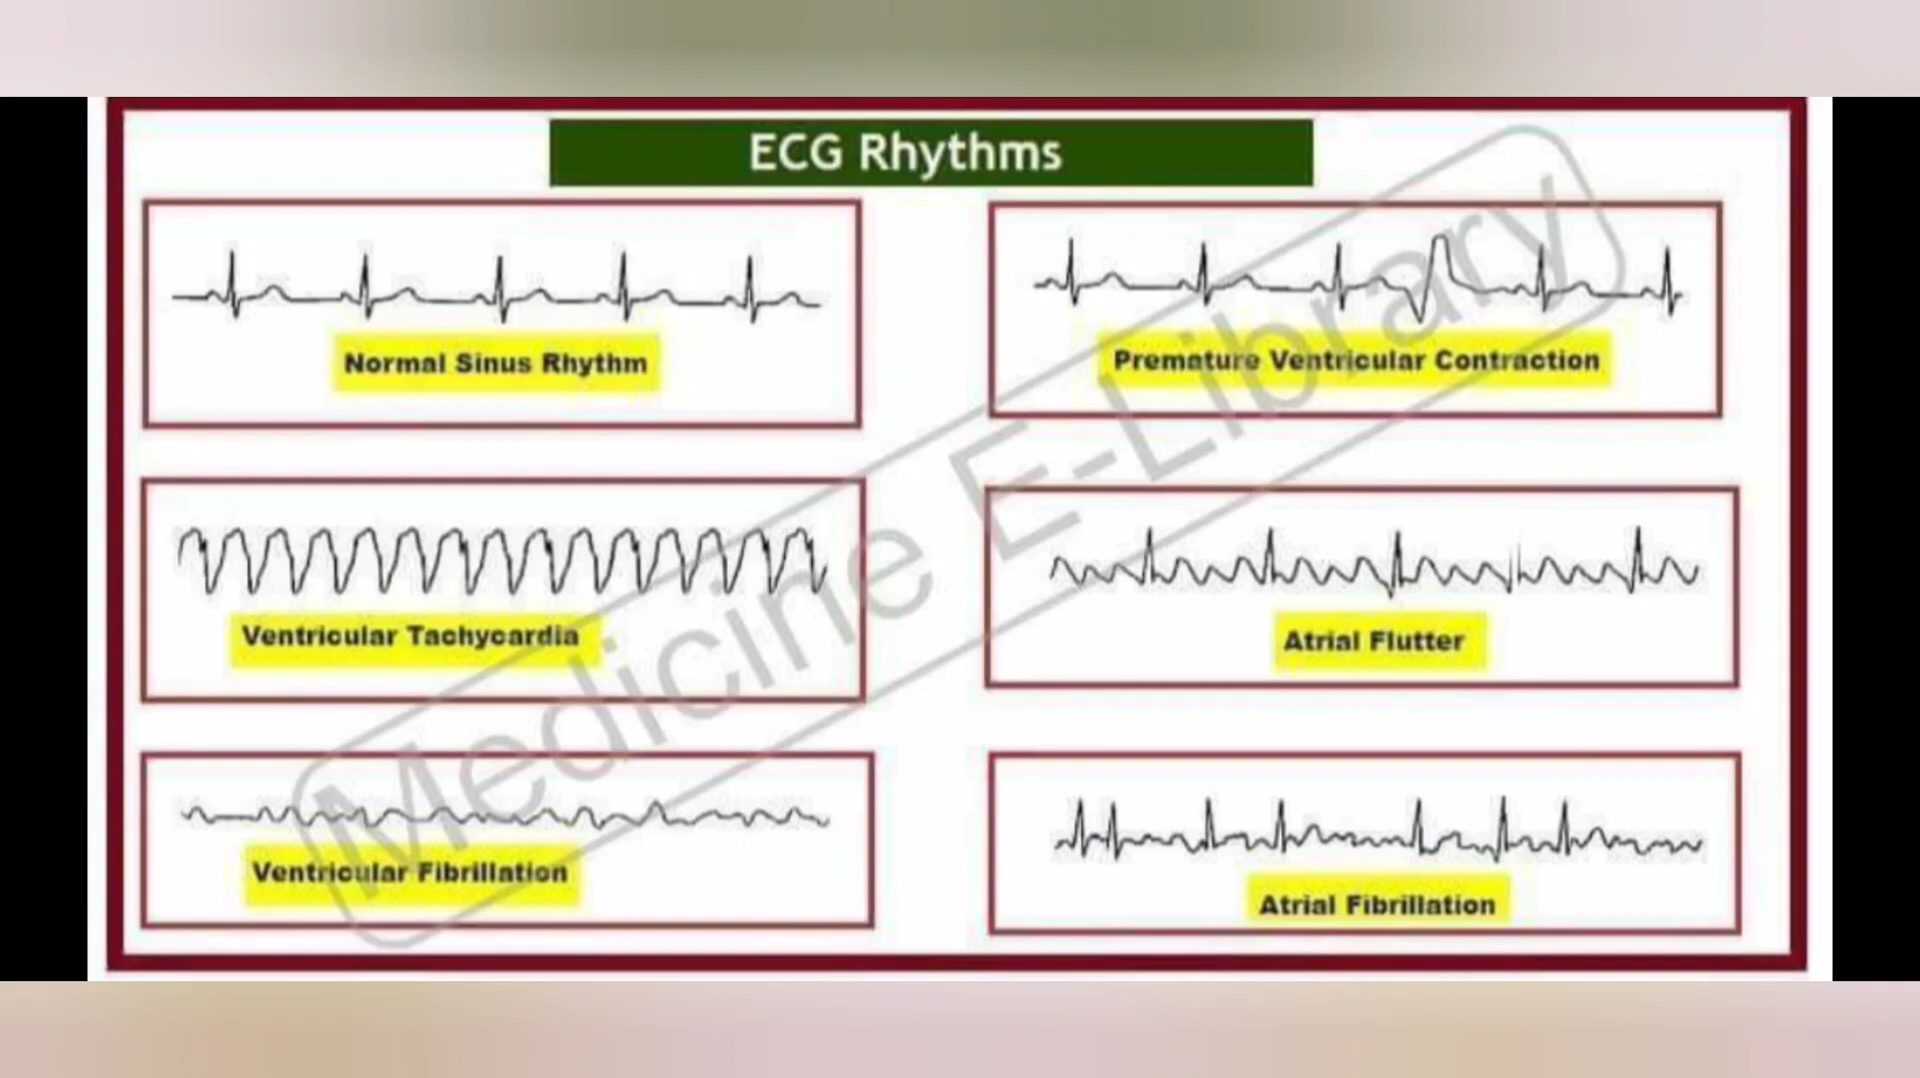 ECG Rhythms
Normal Sinus Rhythm
Premature Ventricular Contraction
Ventricular Tachycardia
Atrial Flutter
Ventricular Fibrillation
Atrial Fibrillation
Medicine E-Library